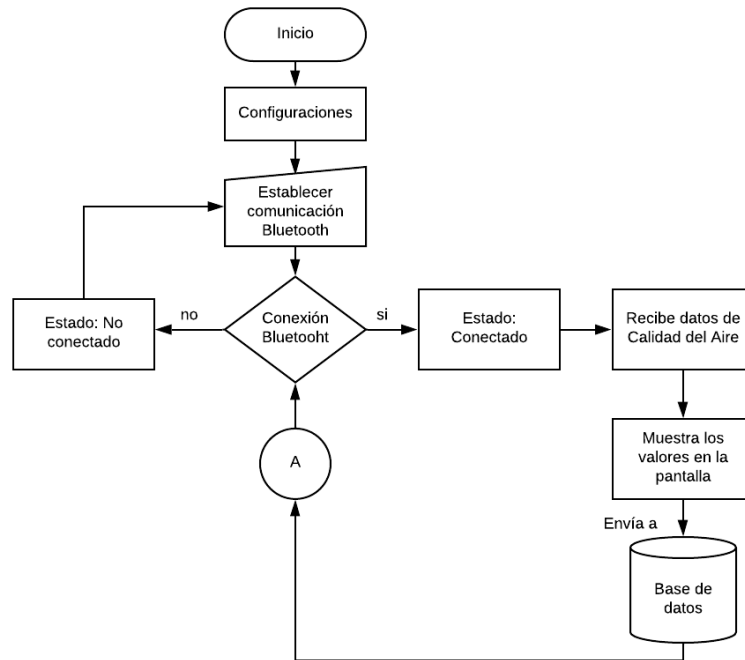 Inicio
Configuraciones
Establecer
comunicación
Bluetooth
Estado: No
conectado
no
Conexión
Bluetooht
si
Estado:
Conectado
Recibe datos de
Calidad del Aire
Muestra los
valores en la
pantalla
A
Envía a
Base de
datos